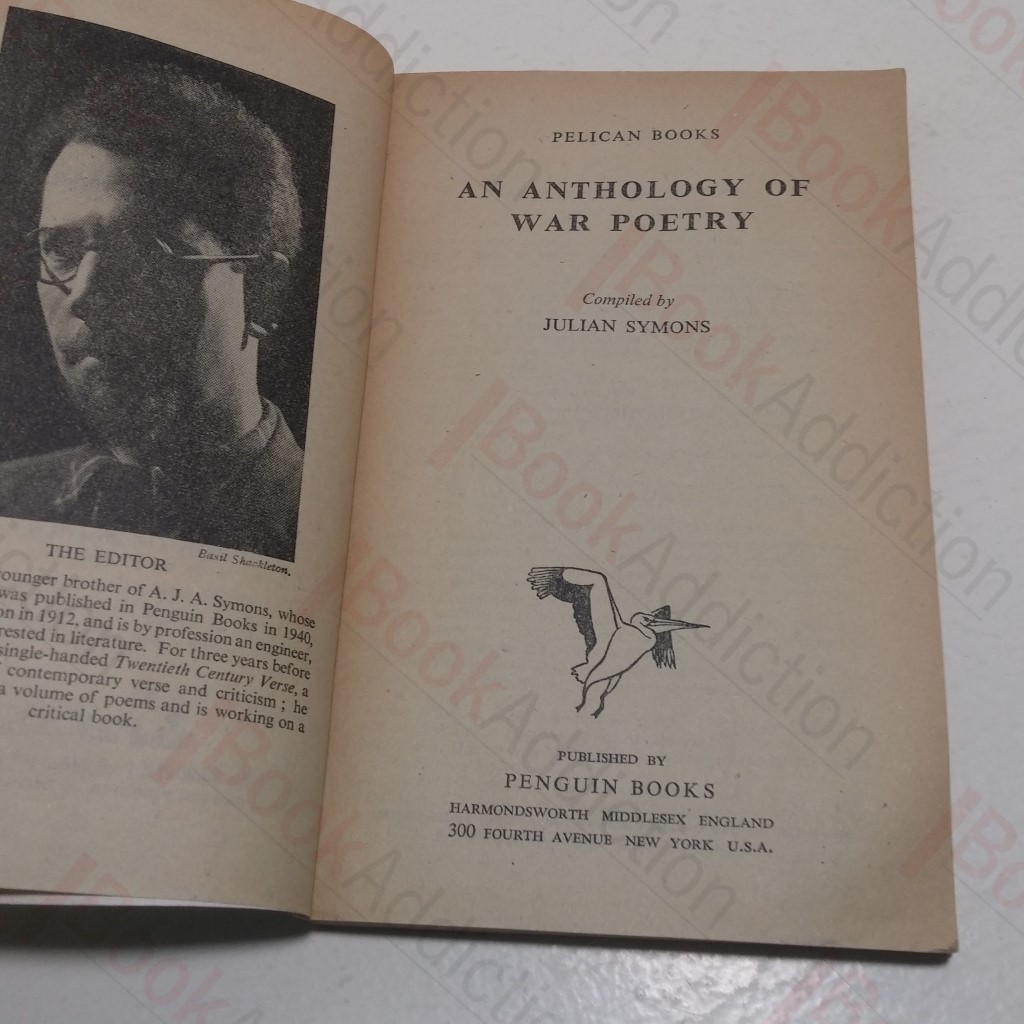 Basil Shackleton.
THE EDITOR
ounger brother of A. J. A. Symons, whose
was published in Penguin Books in 1940,
on in 1912, and is by profession an engineer,
rested in literature. For three years before
single-handed Twentieth Century Verse, a
contemporary verse and criticism ; he
a volume of poems and is working on a
critical book.
PELICAN BOOKS
AN ANTHOLOGY OF
WAR POETRY
Compiled by
JULIAN SYMONS
PUBLISHED BY
PENGUIN BOOKS
HARMONDSWORTH MIDDLESEX ENGLAND
300 FOURTH AVENUE NEW YORK U.S.A.
BookAddiction